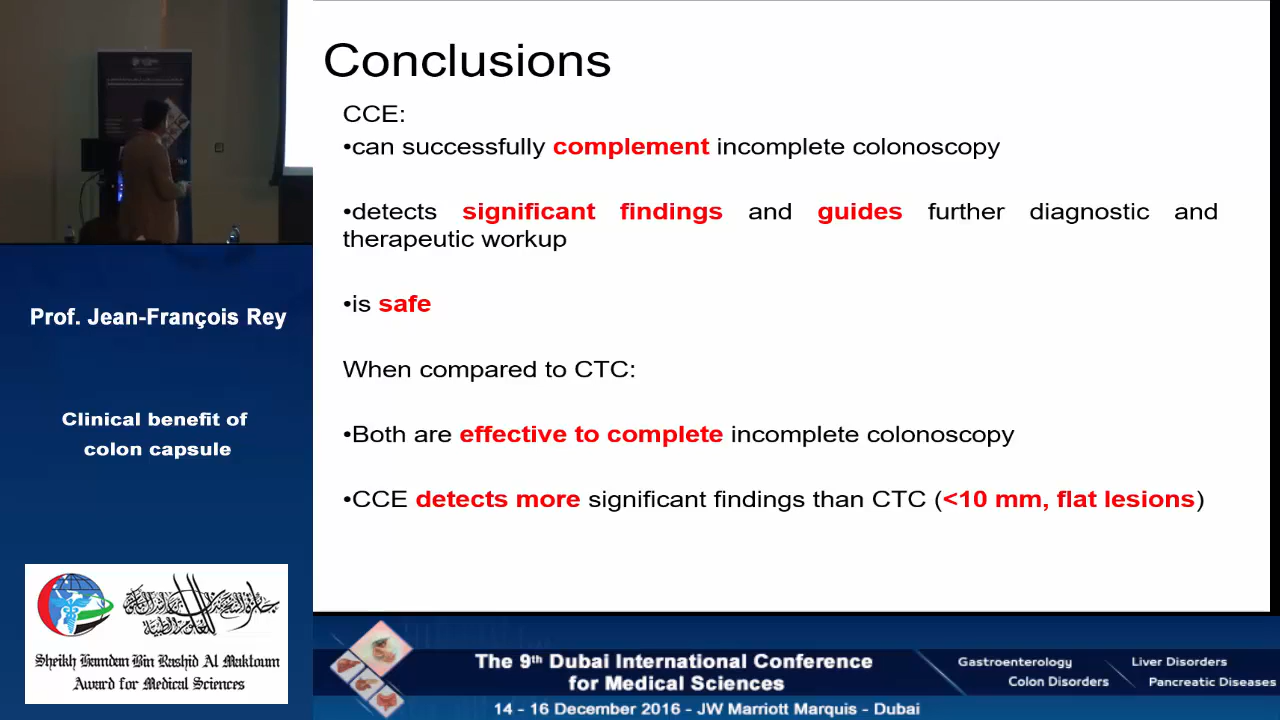 Conclusions
CCE:
•can successfully complement incomplete colonoscopy
•detects significant findings and guides further diagnostic and
therapeutic workup
•is safe
When compared to CTC:
•Both are effective to complete incomplete colonoscopy
•CCE detects more significant findings than CTC (<10 mm, flat lesions)
Prof. Jean-François Rey
Clinical benefit of
colon capsule
Sheikh Hamdan Bin Rashid Al Maktoum
Award for Medical Sciences
The 9th Dubai International Conference
for Medical Sciences
14 - 16 December 2016 - JW Marriott Marquis - Dubai
Gastroenterology
Liver Disorders
Colon Disorders
Pancreatic Diseases